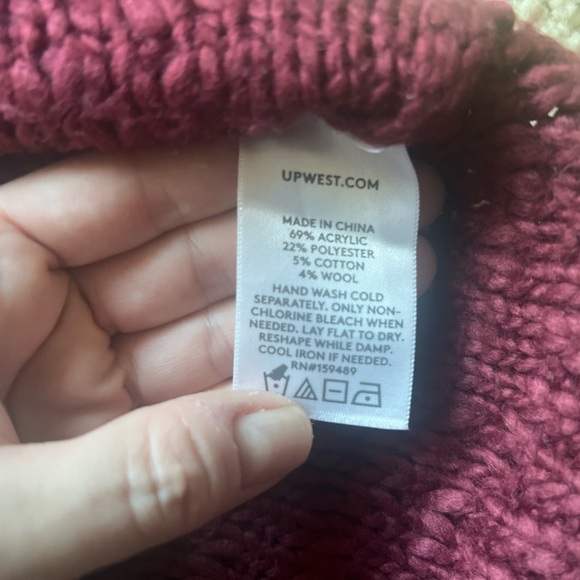 UPWEST.COM
MADE IN CHINA
69% ACRYLIC
22% POLYESTER
5% COTTON
4% WOOL
HAND WASH COLD
SEPARATELY. ONLY NON-
CHLORINE BLEACH WHEN
NEEDED. LAY FLAT TO DRY.
RESHAPE WHILE DAMP.
COOL IRON IF NEEDED.
RN#159489